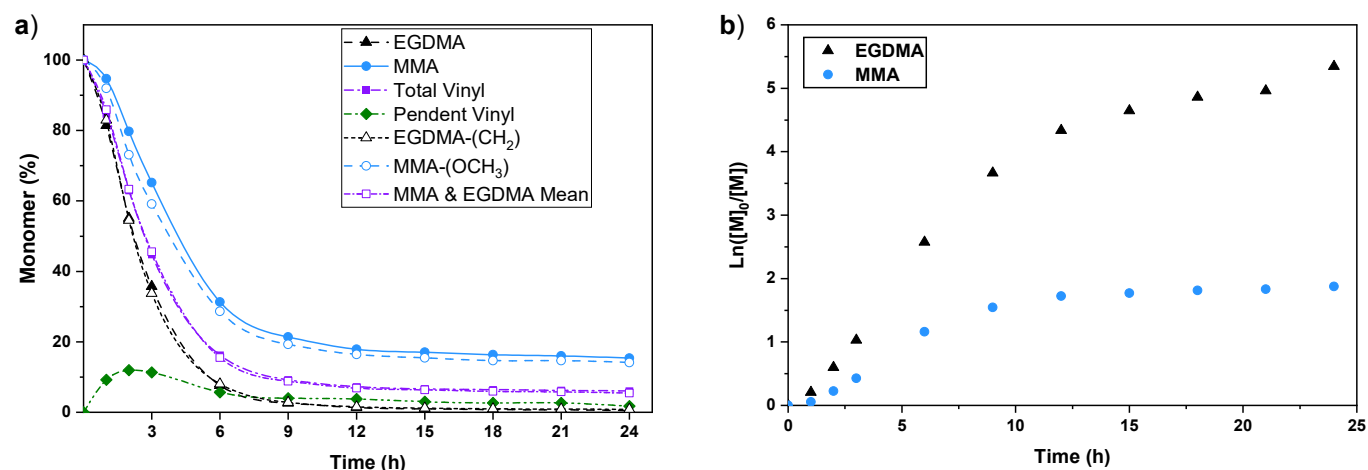 a)
Monomer (%)
100
80
60
40
20
0
3 6 9 12 15 18 21 24
Time (h)
EGDMA
MMA
Total Vinyl
Pendent Vinyl
EGDMA-(CH₂)
MMA-(OCH₃)
MMA & EGDMA Mean
b)
Ln([M]₀/[M])
6
5
4
3
2
1
0
0 5 10 15 20 25
Time (h)
EGDMA
MMA